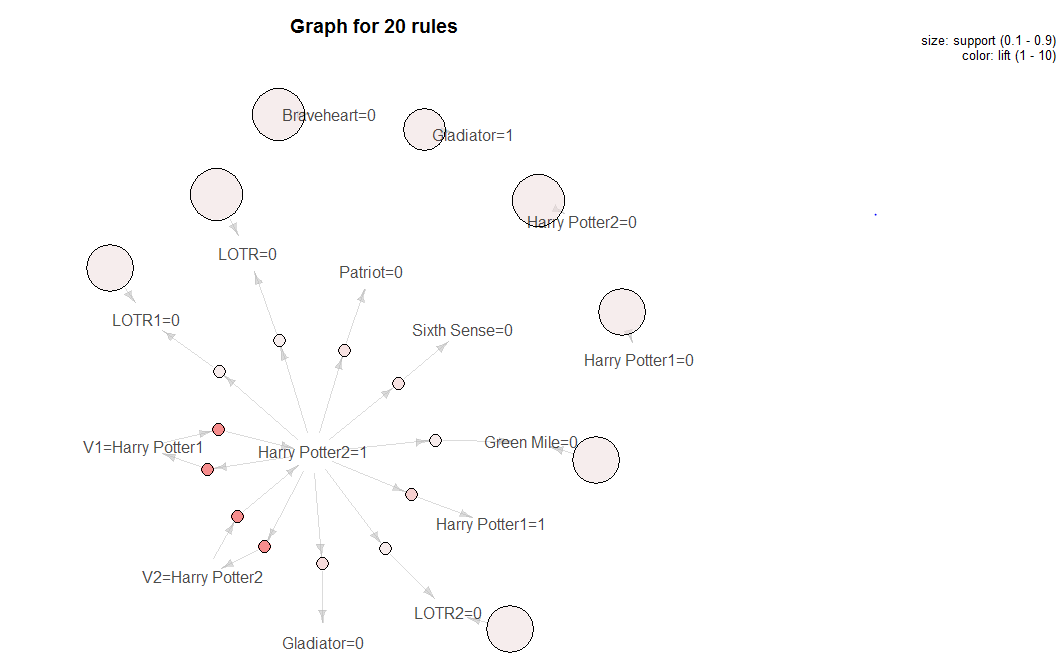 Graph for 20 rules
size: support (0.1 - 0.9)
color: lift (1 - 10)
Braveheart=0
Gladiator=1
Harry Potter2=0
LOTR=0
Patriot=0
LOTR1=0
Sixth Sense=0
Harry Potter1=0
Green Mile=0
V1=Harry Potter1
Harry Potter2=1
Harry Potter1=1
V2=Harry Potter2
LOTR2=0
Gladiator=0